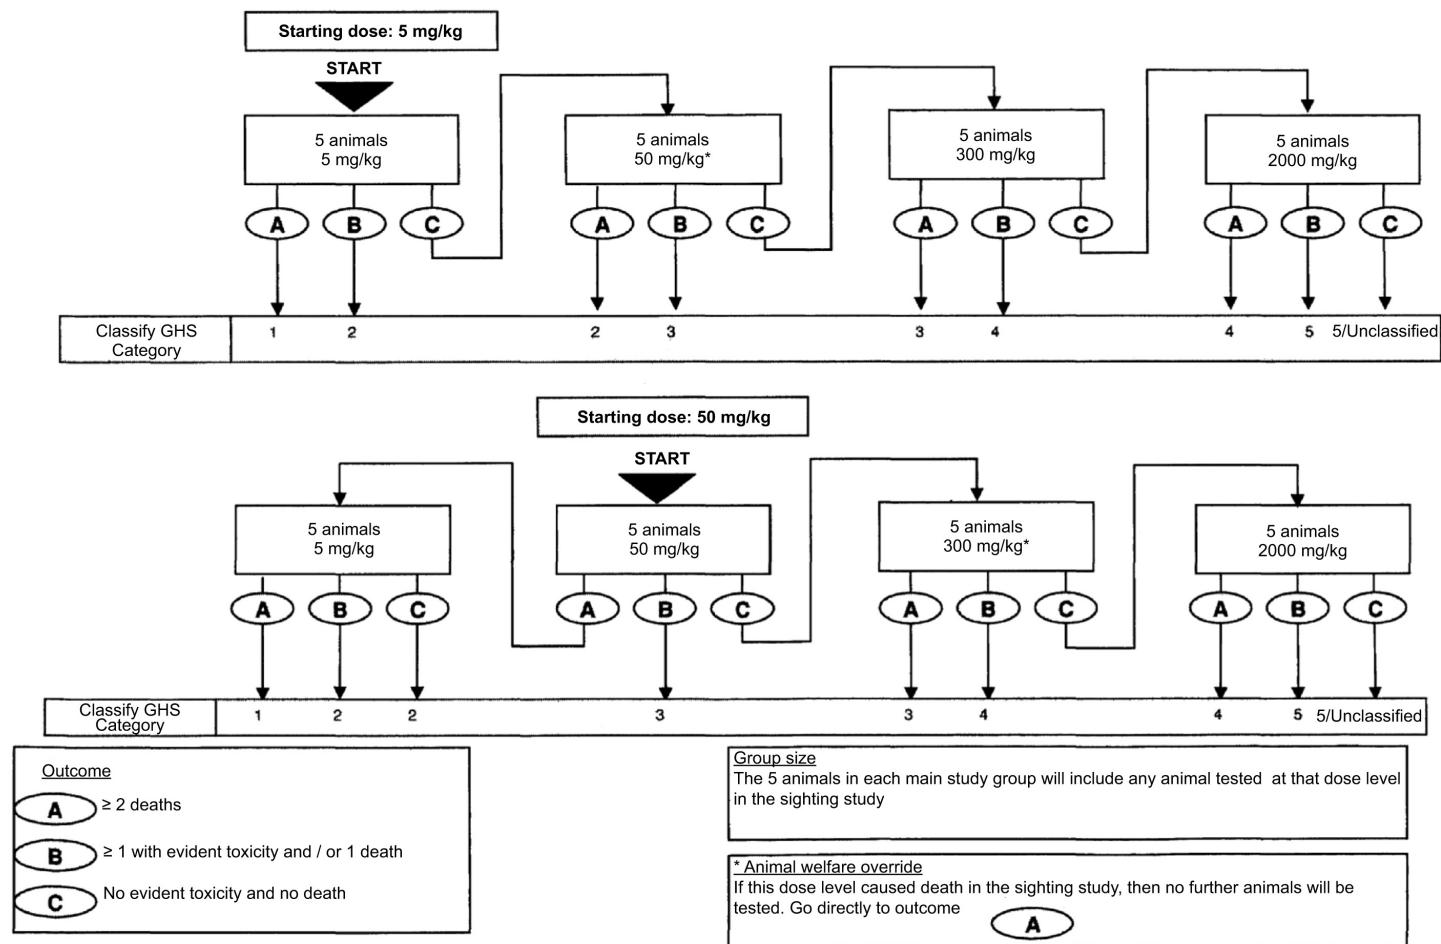 Starting dose: 5 mg/kg
START
5 animals
5 mg/kg
5 animals
50 mg/kg*
5 animals
300 mg/kg
5 animals
2000 mg/kg
A B C A B C A B C A B C
Classify GHS
Category
1 2 2 3 3 4 4 5 5/Unclassified
Starting dose: 50 mg/kg
START
5 animals
5 mg/kg
5 animals
50 mg/kg
5 animals
300 mg/kg*
5 animals
2000 mg/kg
A B C A B C A B C A B C
Classify GHS
Category
1 2 2 3 3 4 4 5 5/Unclassified
Outcome
A ≥ 2 deaths
B ≥ 1 with evident toxicity and / or 1 death
C No evident toxicity and no death
Group size
The 5 animals in each main study group will include any animal tested at that dose level
in the sighting study
* Animal welfare override
If this dose level caused death in the sighting study, then no further animals will be
tested. Go directly to outcome
A